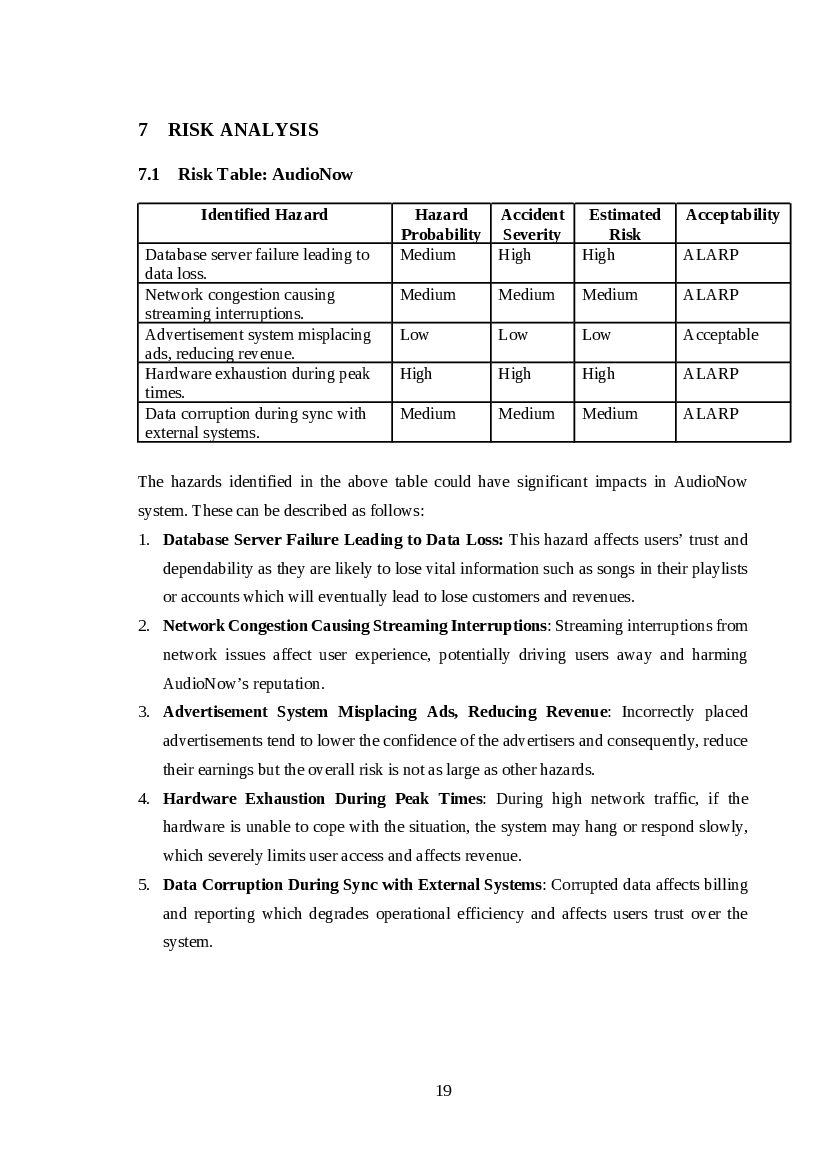 7 RISK ANALYSIS
7.1 Risk Table: AudioNow
Identified Hazard Hazard Probability Accident Severity Estimated Risk Acceptability
Database server failure leading to data loss. Medium High High ALARP
Network congestion causing streaming interruptions. Medium Medium Medium ALARP
Advertisement system misplacing ads, reducing revenue. Low Low Low Acceptable
Hardware exhaustion during peak times. High High High ALARP
Data corruption during sync with external systems. Medium Medium Medium ALARP
The hazards identified in the above table could have significant impacts in AudioNow
system. These can be described as follows:
1. Database Server Failure Leading to Data Loss: This hazard affects users’ trust and
dependability as they are likely to lose vital information such as songs in their playlists
or accounts which will eventually lead to lose customers and revenues.
2. Network Congestion Causing Streaming Interruptions: Streaming interruptions from
network issues affect user experience, potentially driving users away and harming
AudioNow’s reputation.
3. Advertisement System Misplacing Ads, Reducing Revenue: Incorrectly placed
advertisements tend to lower the confidence of the advertisers and consequently, reduce
their earnings but the overall risk is not as large as other hazards.
4. Hardware Exhaustion During Peak Times: During high network traffic, if the
hardware is unable to cope with the situation, the system may hang or respond slowly,
which severely limits user access and affects revenue.
5. Data Corruption During Sync with External Systems: Corrupted data affects billing
and reporting which degrades operational efficiency and affects users trust over the
system.
19